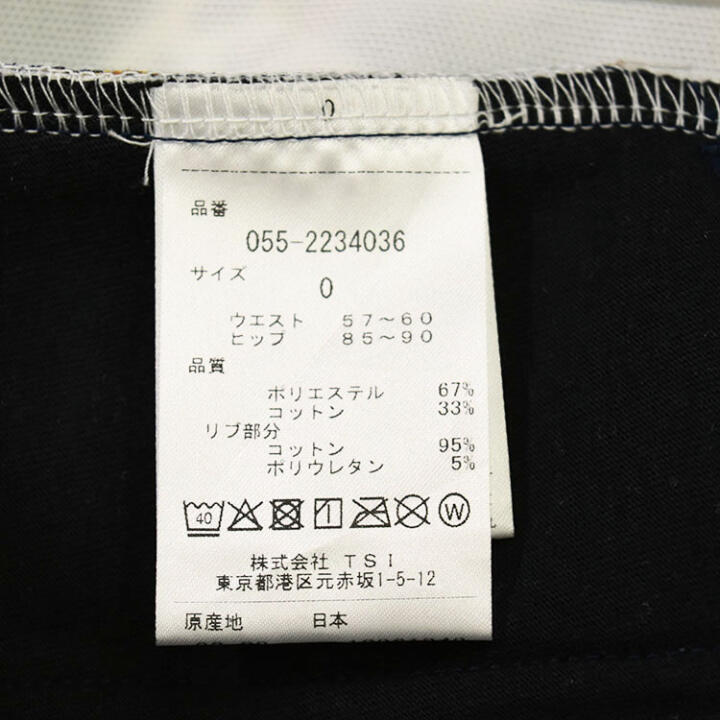 0
品番
055-2234036
サイズ
0
ウエスト 57～60
ヒップ 85～90
品質
ポリエステル 67%
コットン 33%
リブ部分
コットン 95%
ポリウレタン 5%
40 W
株式会社 TSI
東京都港区元赤坂1-5-12
原産地 日本